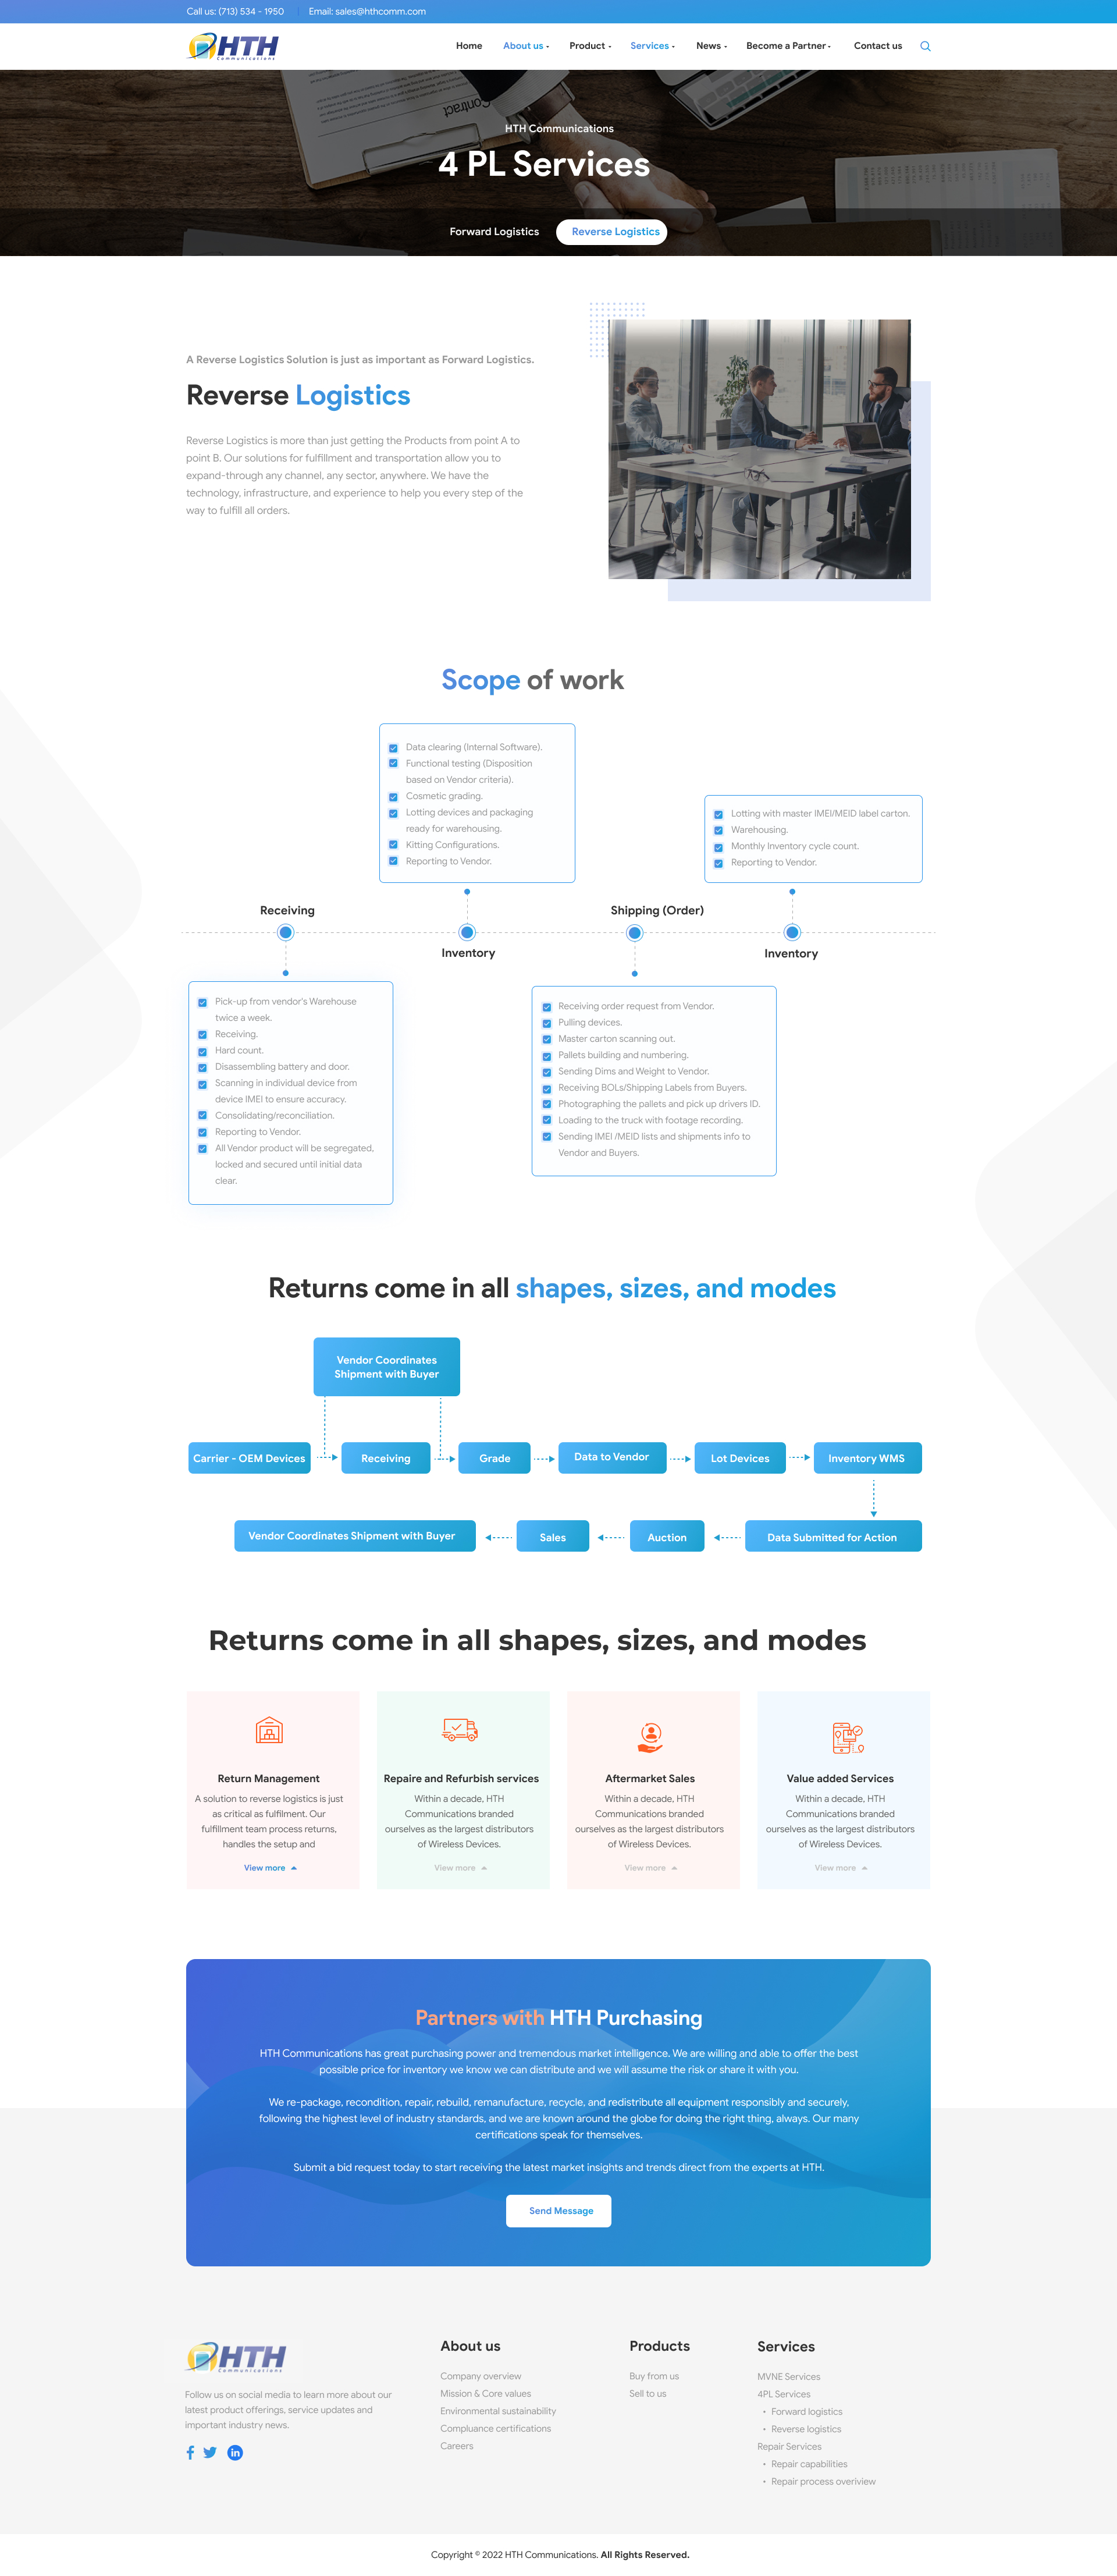 Call us: (713) 534 - 1950
Email: sales@hthcomm.com
HTH
Communications
Home
About us
Product
Services
News
Become a Partner
Contact us
Contract
HTH Communications
4 PL Services
Forward Logistics
Reverse Logistics
A Reverse Logistics Solution is just as important as Forward Logistics.
Reverse Logistics
Reverse Logistics is more than just getting the Products from point A to
point B. Our solutions for fulfillment and transportation allow you to
expand-through any channel, any sector, anywhere. We have the
technology, infrastructure, and experience to help you every step of the
way to fulfill all orders.
Scope of work
Data clearing (Internal Software).
Functional testing (Disposition
based on Vendor criteria).
Cosmetic grading.
Lotting devices and packaging
ready for warehousing.
Kitting Configurations.
Reporting to Vendor.
Lotting with master IMEI/MEID label carton.
Warehousing.
Monthly Inventory cycle count.
Reporting to Vendor.
Receiving
Inventory
Shipping (Order)
Inventory
Pick-up from vendor's Warehouse
twice a week.
Receiving.
Hard count.
Disassembling battery and door.
Scanning in individual device from
device IMEI to ensure accuracy.
Consolidating/reconciliation.
Reporting to Vendor.
All Vendor product will be segregated,
locked and secured until initial data
clear.
Receiving order request from Vendor.
Pulling devices.
Master carton scanning out.
Pallets building and numbering.
Sending Dims and Weight to Vendor.
Receiving BOLs/Shipping Labels from Buyers.
Photographing the pallets and pick up drivers ID.
Loading to the truck with footage recording.
Sending IMEI /MEID lists and shipments info to
Vendor and Buyers.
Returns come in all shapes, sizes, and modes
Vendor Coordinates
Shipment with Buyer
Carrier - OEM Devices
Receiving
Grade
Data to Vendor
Lot Devices
Inventory WMS
Vendor Coordinates Shipment with Buyer
Sales
Auction
Data Submitted for Action
Returns come in all shapes, sizes, and modes
Return Management
A solution to reverse logistics is just
as critical as fulfilment. Our
fulfillment team process returns,
handles the setup and
View more
Repaire and Refurbish services
Within a decade, HTH
Communications branded
ourselves as the largest distributors
of Wireless Devices.
View more
Aftermarket Sales
Within a decade, HTH
Communications branded
ourselves as the largest distributors
of Wireless Devices.
View more
Value added Services
Within a decade, HTH
Communications branded
ourselves as the largest distributors
of Wireless Devices.
View more
Partners with HTH Purchasing
HTH Communications has great purchasing power and tremendous market intelligence. We are willing and able to offer the best
possible price for inventory we know we can distribute and we will assume the risk or share it with you.
We re-package, recondition, repair, rebuild, remanufacture, recycle, and redistribute all equipment responsibly and securely,
following the highest level of industry standards, and we are known around the globe for doing the right thing, always. Our many
certifications speak for themselves.
Submit a bid request today to start receiving the latest market insights and trends direct from the experts at HTH.
Send Message
HTH
Communications
Follow us on social media to learn more about our
latest product offerings, service updates and
important industry news.
in
About us
Company overview
Mission & Core values
Environmental sustainability
Compluance certifications
Careers
Products
Buy from us
Sell to us
Services
MVNE Services
4PL Services
• Forward logistics
• Reverse logistics
Repair Services
• Repair capabilities
• Repair process overiview
Copyright © 2022 HTH Communications. All Rights Reserved.